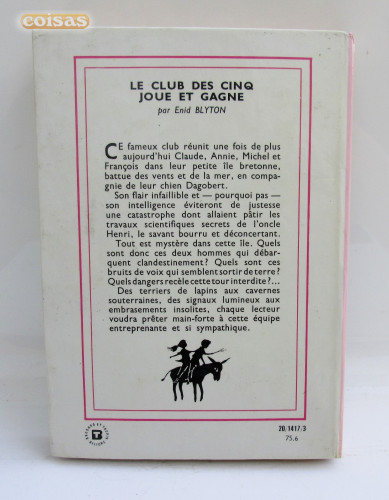 coisas
LE CLUB DES CINQ
JOUE ET GAGNE
par Enid BLYTON
CE fameux club réunit une fois de plus
aujourd'hui Claude, Annie, Michel et
François dans leur petite île bretonne,
battue des vents et de la mer, en compa-
gnie de leur chien Dagobert.
Son flair infaillible et — pourquoi pas —
son intelligence éviteront de justesse
une catastrophe dont allaient pâtir les
travaux scientifiques secrets de l'oncle
Henri, le savant bourru et déconcertant.
Tout est mystère dans cette île. Quels
sont donc ces deux hommes qui débar-
quent clandestinement? Quels sont ces
bruits de voix qui semblent sortir de terre?
Quels dangers recèle cette tour interdite?...
Des terriers de lapins aux cavernes
souterraines, des signaux lumineux aux
embrasements insolites, chaque lecteur
voudra prêter main-forte à cette équipe
entreprenante et si sympathique.
20.1417/3
75.6